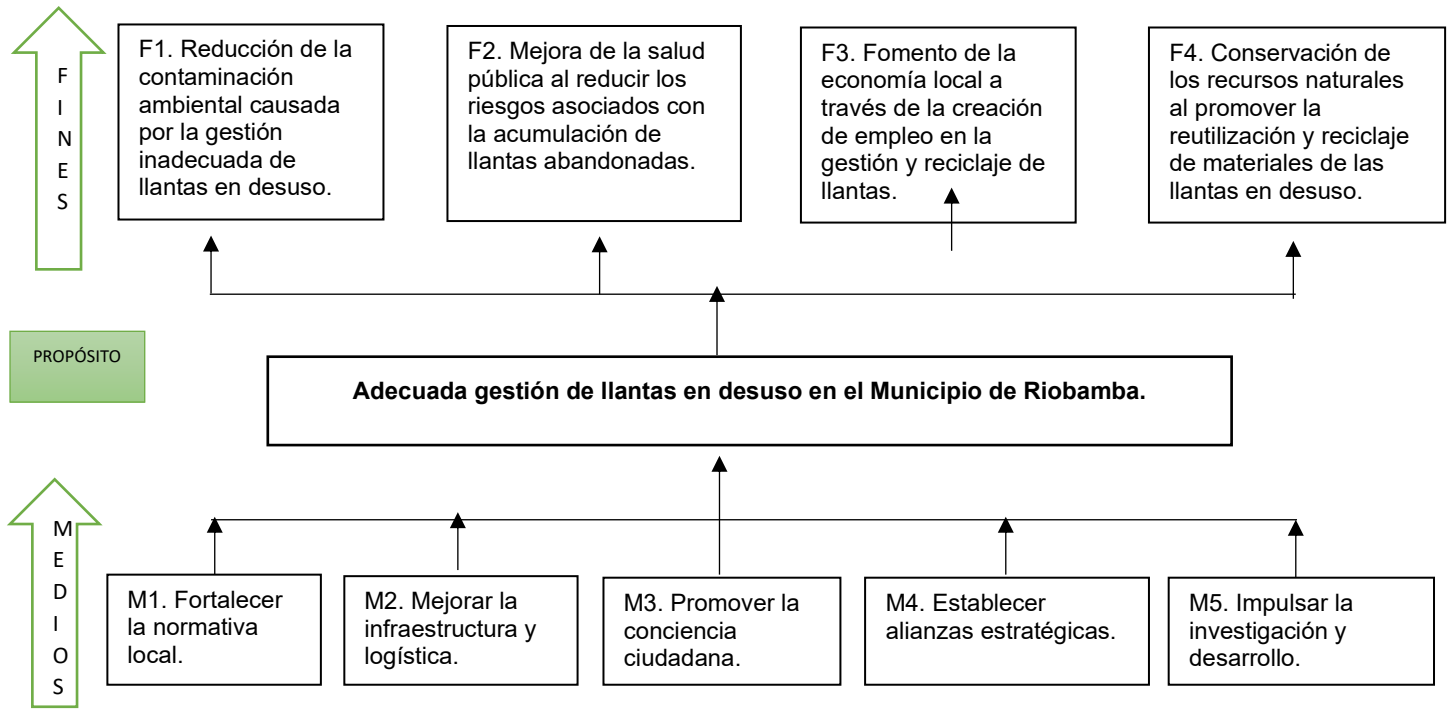 F
I
N
E
S
F1. Reducción de la
contaminación
ambiental causada
por la gestión
inadecuada de
llantas en desuso.
F2. Mejora de la salud
pública al reducir los
riesgos asociados con
la acumulación de
llantas abandonadas.
F3. Fomento de la
economía local a
través de la creación
de empleo en la
gestión y reciclaje de
llantas.
F4. Conservación de
los recursos naturales
al promover la
reutilización y reciclaje
de materiales de las
llantas en desuso.
PROPÓSITO
Adecuada gestión de llantas en desuso en el Municipio de Riobamba.
M
E
D
I
O
S
M1. Fortalecer
la normativa
local.
M2. Mejorar la
infraestructura y
logística.
M3. Promover la
conciencia
ciudadana.
M4. Establecer
alianzas estratégicas.
M5. Impulsar la
investigación y
desarrollo.